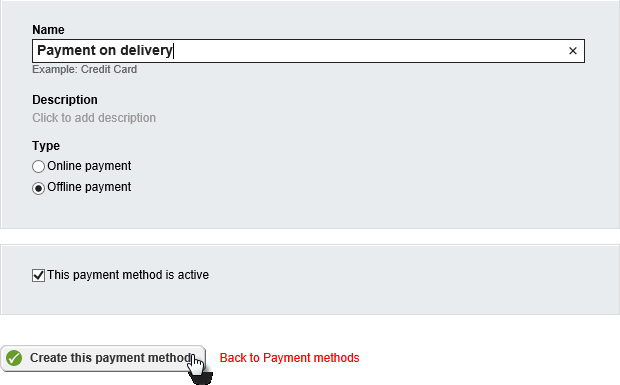 Name
Payment on delivery
Example: Credit Card
Description
Click to add description
Type
Online payment
Offline payment
This payment method is active
Create this payment method Back to Payment methods